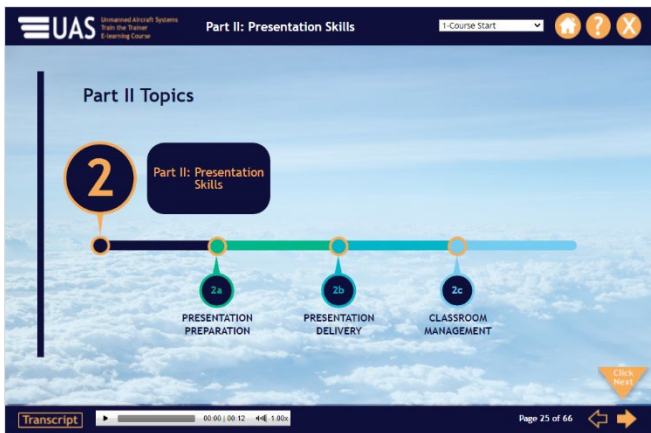 UAS
Unmanned Aircraft Systems
Train the Trainer
E-learning Course
Part II: Presentation Skills
1-Course Start
?
X
Part II Topics
2
Part II: Presentation
Skills
2a
2b
2c
PRESENTATION
PREPARATION
PRESENTATION
DELIVERY
CLASSROOM
MANAGEMENT
Click
Next
Transcript
00:00 | 00:12
1.00x
Page 25 of 66